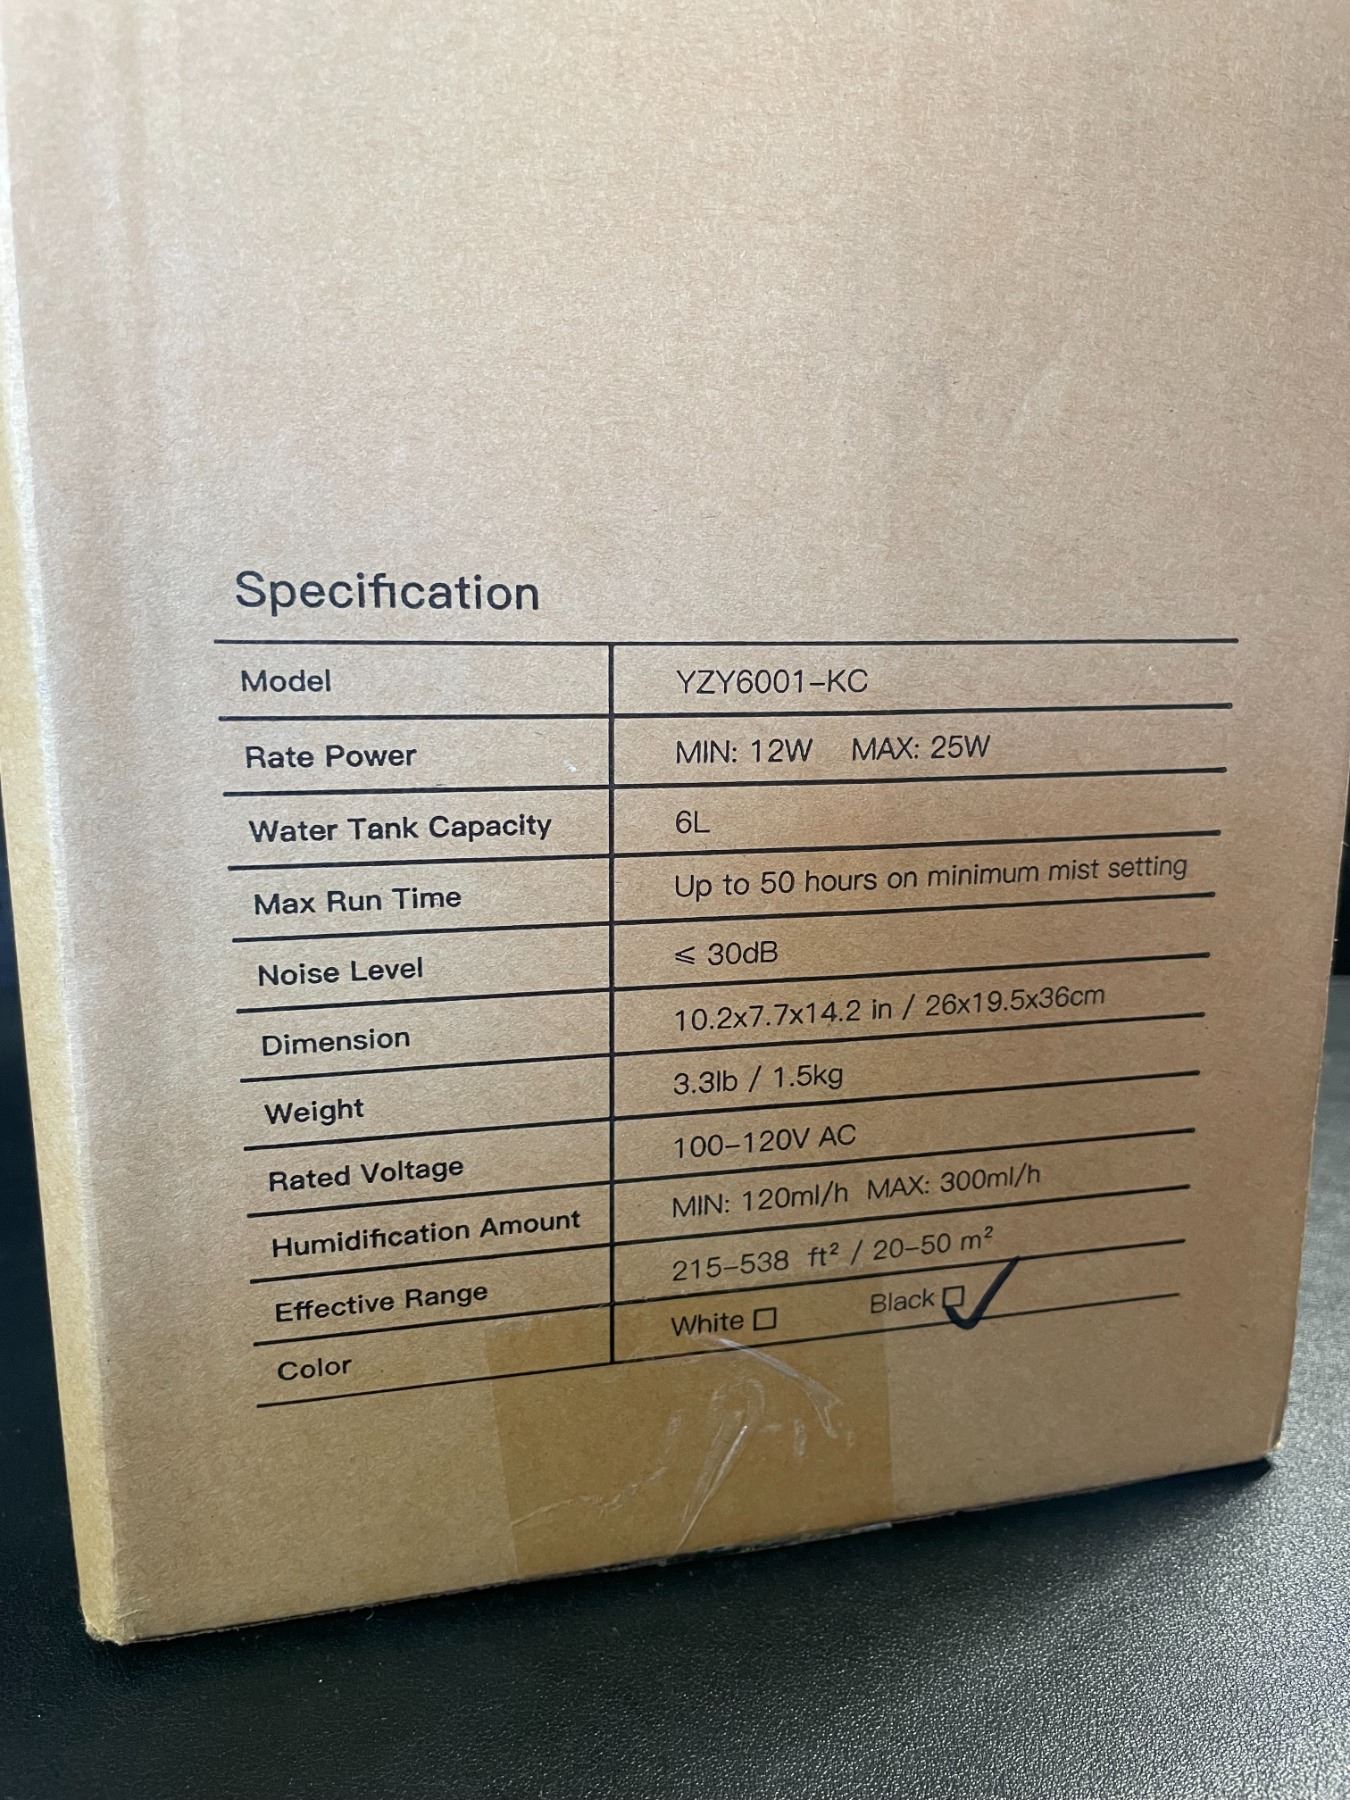 Specification
Model YZY6001-KC
Rate Power MIN: 12W MAX: 25W
Water Tank Capacity 6L
Max Run Time Up to 50 hours on minimum mist setting
Noise Level ≤ 30dB
Dimension 10.2x7.7x14.2 in / 26x19.5x36cm
Weight 3.3lb / 1.5kg
Rated Voltage 100-120V AC
Humidification Amount MIN: 120ml/h MAX: 300ml/h
Effective Range 215-538 ft² / 20-50 m²
Color White □ Black □